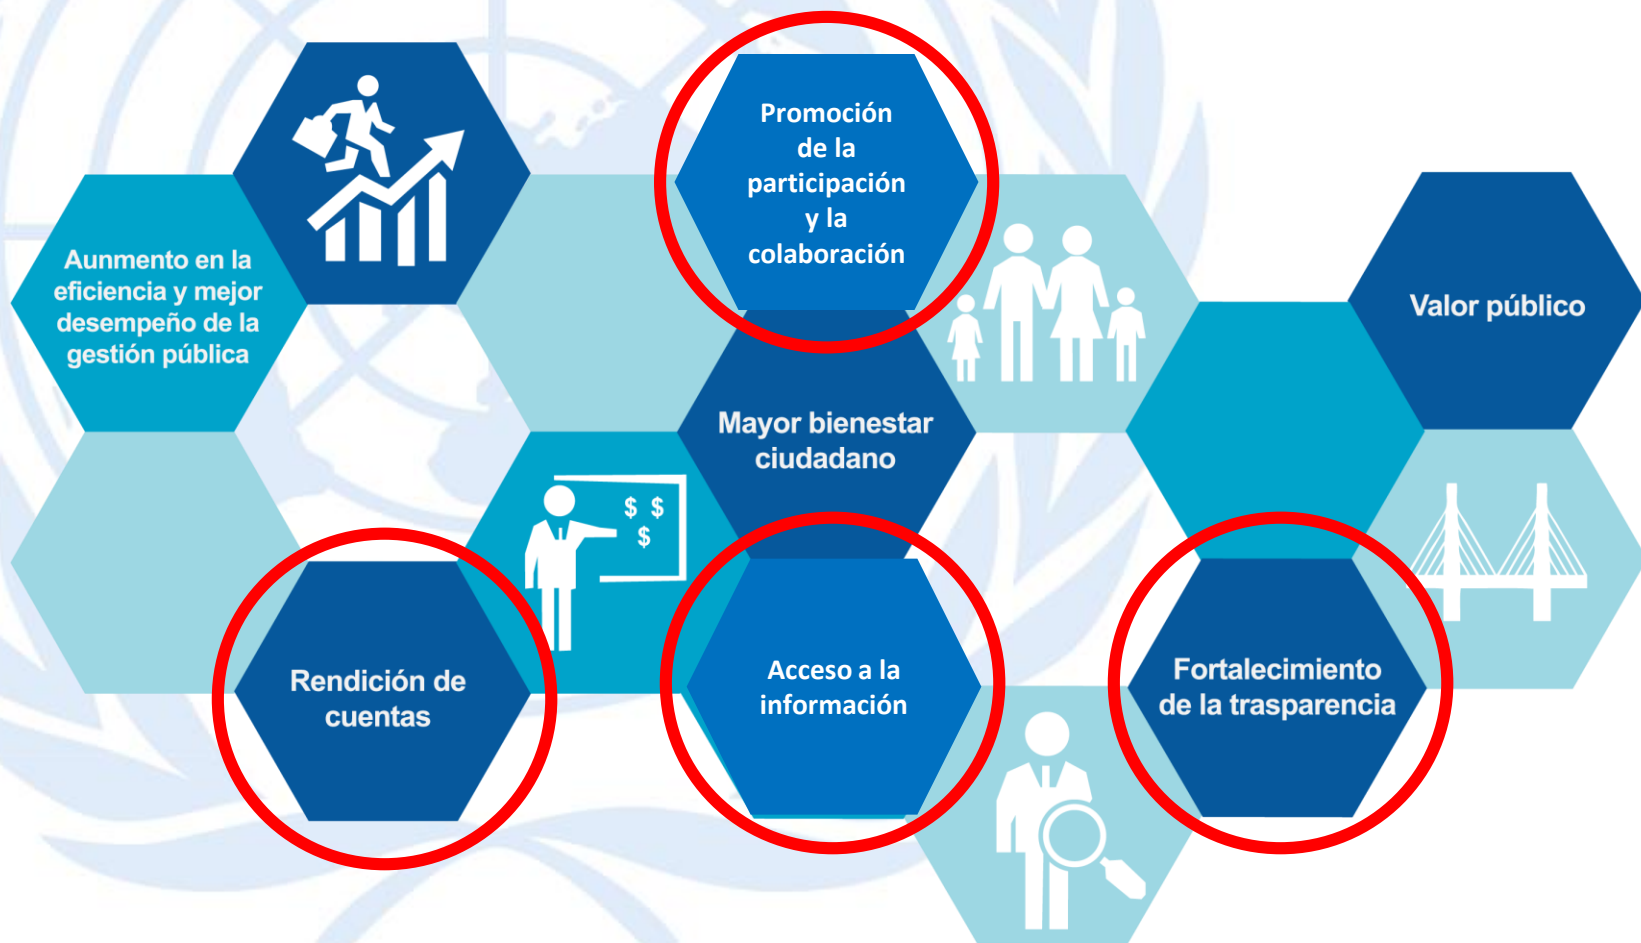 Promoción
de la
participación
y la
colaboración
Aunmento en la
eficiencia y mejor
desempeño de la
gestión pública
Valor público
Mayor bienestar
ciudadano
$ $
$
Rendición de
cuentas
Acceso a la
información
Fortalecimiento
de la trasparencia